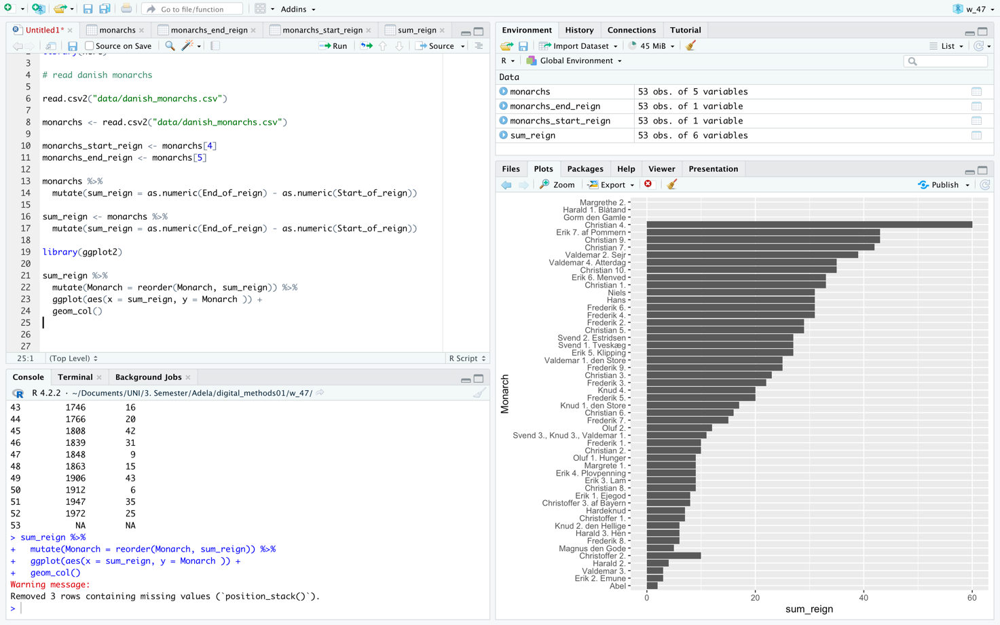 Go to file/function
Addins
w_47
Untitled1*
monarchs
monarchs_end_reign
monarchs_start_reign
sum_reign
Source on Save
Run
Source
3
4 # read danish monarchs
5
6 read.csv2("data/danish_monarchs.csv")
7
8 monarchs <- read.csv2("data/danish_monarchs.csv")
9
10 monarchs_start_reign <- monarchs[4]
11 monarchs_end_reign <- monarchs[5]
12
13 monarchs %>%
14 mutate(sum_reign = as.numeric(End_of_reign) - as.numeric(Start_of_reign))
15
16 sum_reign <- monarchs %>%
17 mutate(sum_reign = as.numeric(End_of_reign) - as.numeric(Start_of_reign))
18
19 library(ggplot2)
20
21 sum_reign %>%
22 mutate(Monarch = reorder(Monarch, sum_reign)) %>%
23 ggplot(aes(x = sum_reign, y = Monarch )) +
24 geom_col()
25
26
27
25:1 (Top Level) R Script
Console Terminal Background Jobs
R 4.2.2 · ~/Documents/UNI/3. Semester/Adela/digital_methods01/w_47/
43 1746 16
44 1766 20
45 1808 42
46 1839 31
47 1848 9
48 1863 15
49 1906 43
50 1912 6
51 1947 35
52 1972 25
53 NA NA
> sum_reign %>%
+ mutate(Monarch = reorder(Monarch, sum_reign)) %>%
+ ggplot(aes(x = sum_reign, y = Monarch )) +
+ geom_col()
Warning message:
Removed 3 rows containing missing values (`position_stack()`).
>
Environment History Connections Tutorial
Import Dataset 45 MiB List
R Global Environment
Data
monarchs 53 obs. of 5 variables
monarchs_end_reign 53 obs. of 1 variable
monarchs_start_reign 53 obs. of 1 variable
sum_reign 53 obs. of 6 variables
Files Plots Packages Help Viewer Presentation
Zoom Export Publish
Margrethe 2.
Harald 1. Blåtand
Gorm den Gamle
Christian 4.
Erik 7. af Pommern
Christian 9.
Christian 7.
Valdemar 2. Sejr
Valdemar 4. Atterdag
Christian 10.
Erik 6. Menved
Christian 1.
Niels
Hans
Frederik 6.
Frederik 4.
Frederik 2.
Christian 5.
Svend 2. Estridsen
Svend 1. Tveskæg
Erik 5. Klipping
Valdemar 1. den Store
Frederik 9.
Christian 3.
Frederik 3.
Knud 4.
Frederik 5.
Knud 1. den Store
Christian 6.
Frederik 7.
Oluf 2.
Svend 3., Knud 3., Valdemar 1.
Frederik 1.
Christian 2.
Oluf 1. Hunger
Margrete 1.
Erik 4. Plovpenning
Erik 3. Lam
Christian 8.
Erik 1. Ejegod
Christoffer 3. af Bayern
Hardeknud
Christoffer 1.
Knud 2. den Hellige
Harald 3. Hen
Frederik 8.
Magnus den Gode
Christoffer 2.
Harald 2.
Valdemar 3.
Erik 2. Emune
Abel
Monarch
0 20 40 60
sum_reign